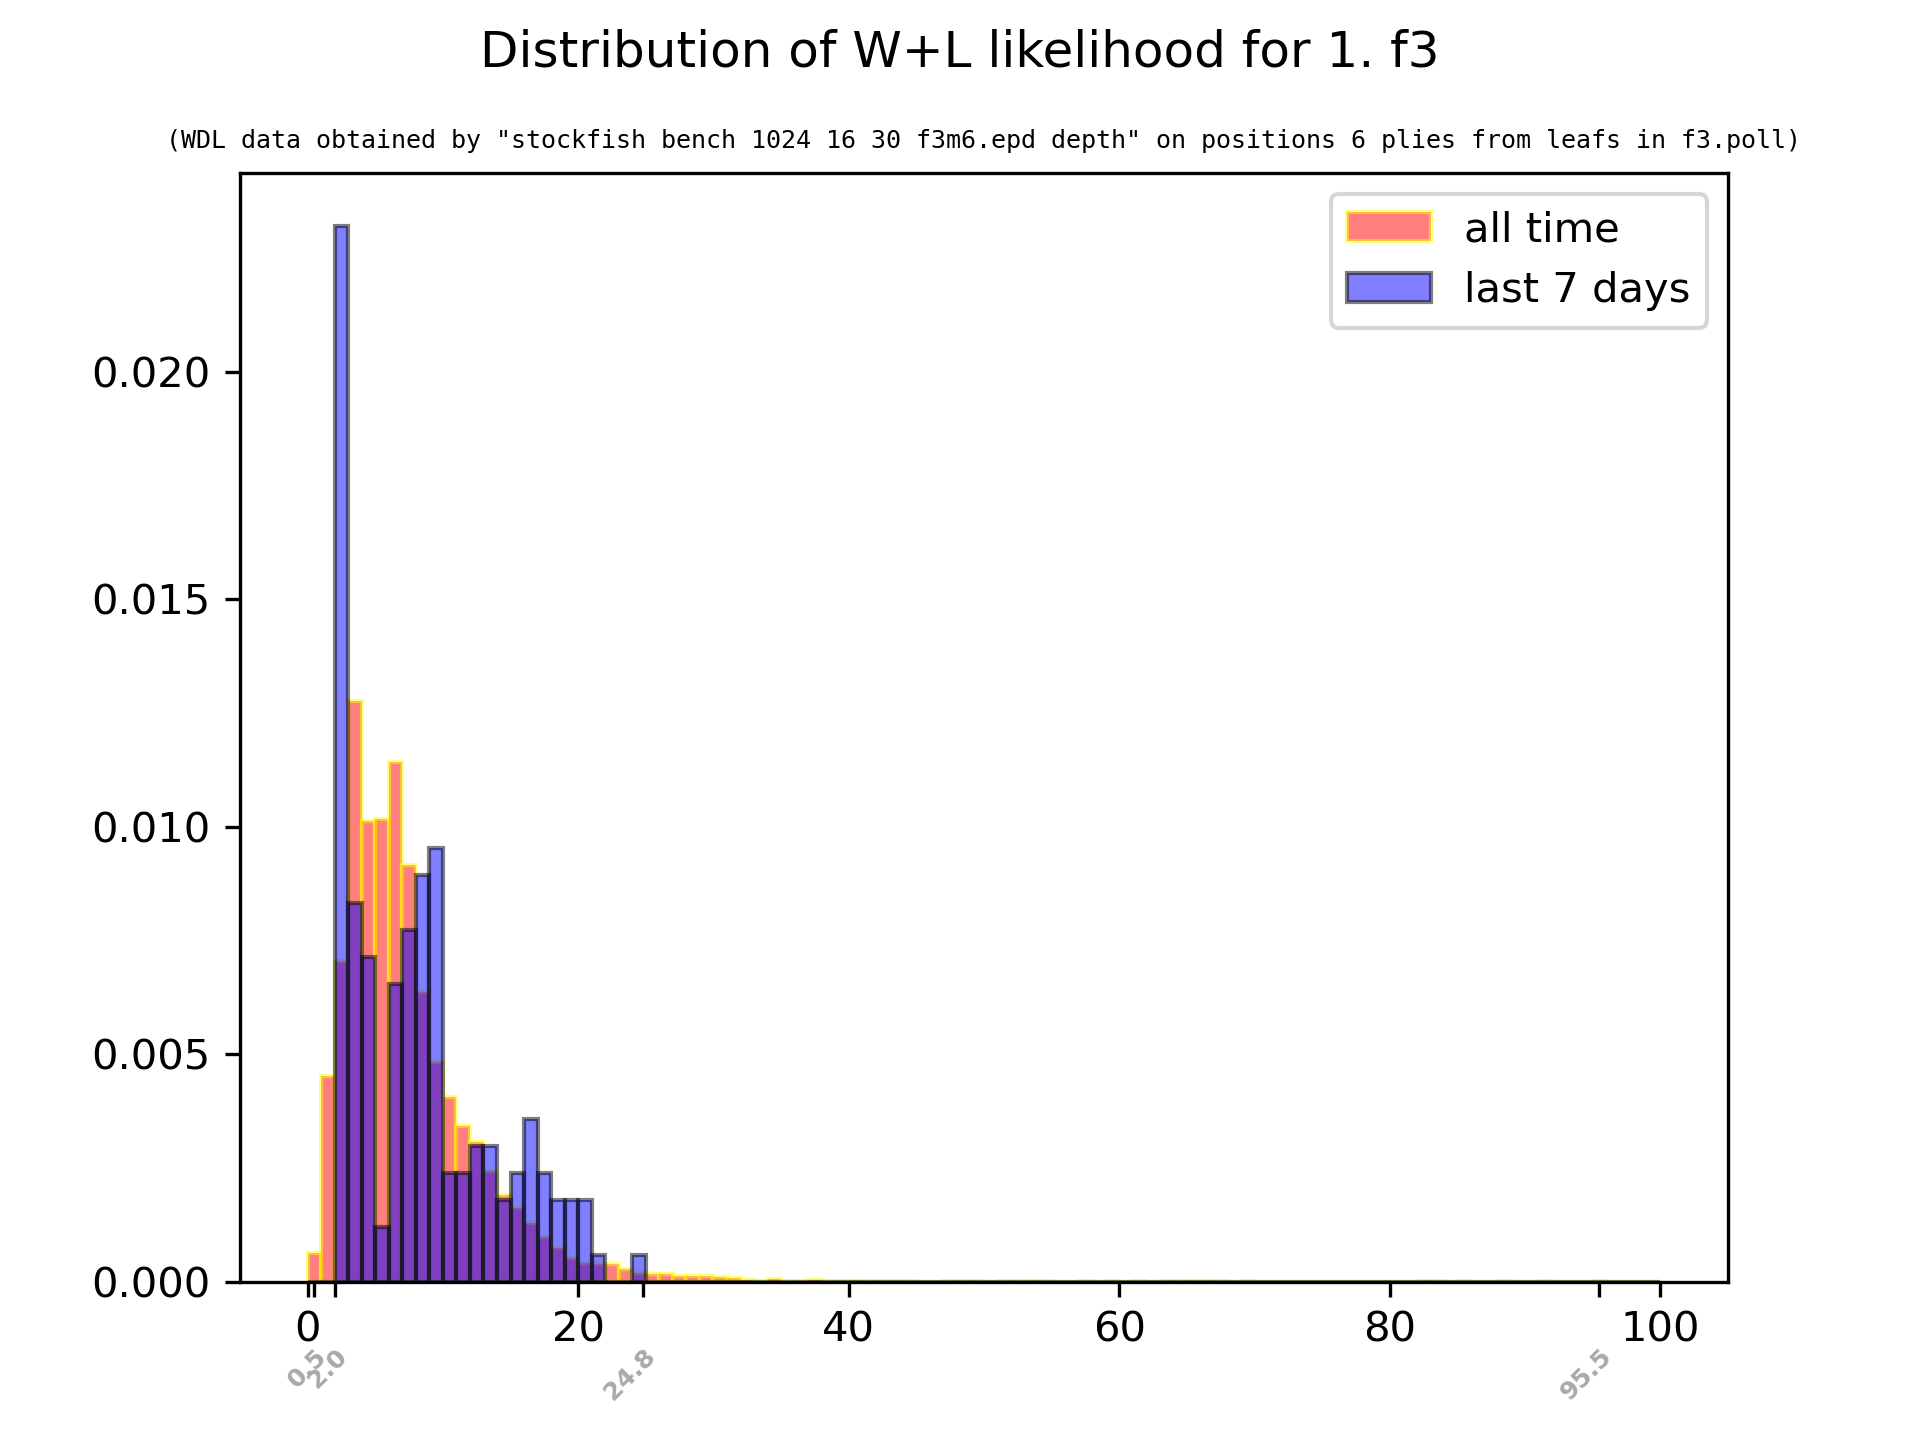 Distribution of W+L likelihood for 1. f3
(WDL data obtained by "stockfish bench 1024 16 30 f3m6.epd depth" on positions 6 plies from leafs in f3.poll)
all time
last 7 days
0.020
0.015
0.010
0.005
0.000
0 20 40 60 80 100
0.5 2.0 24.8 95.5